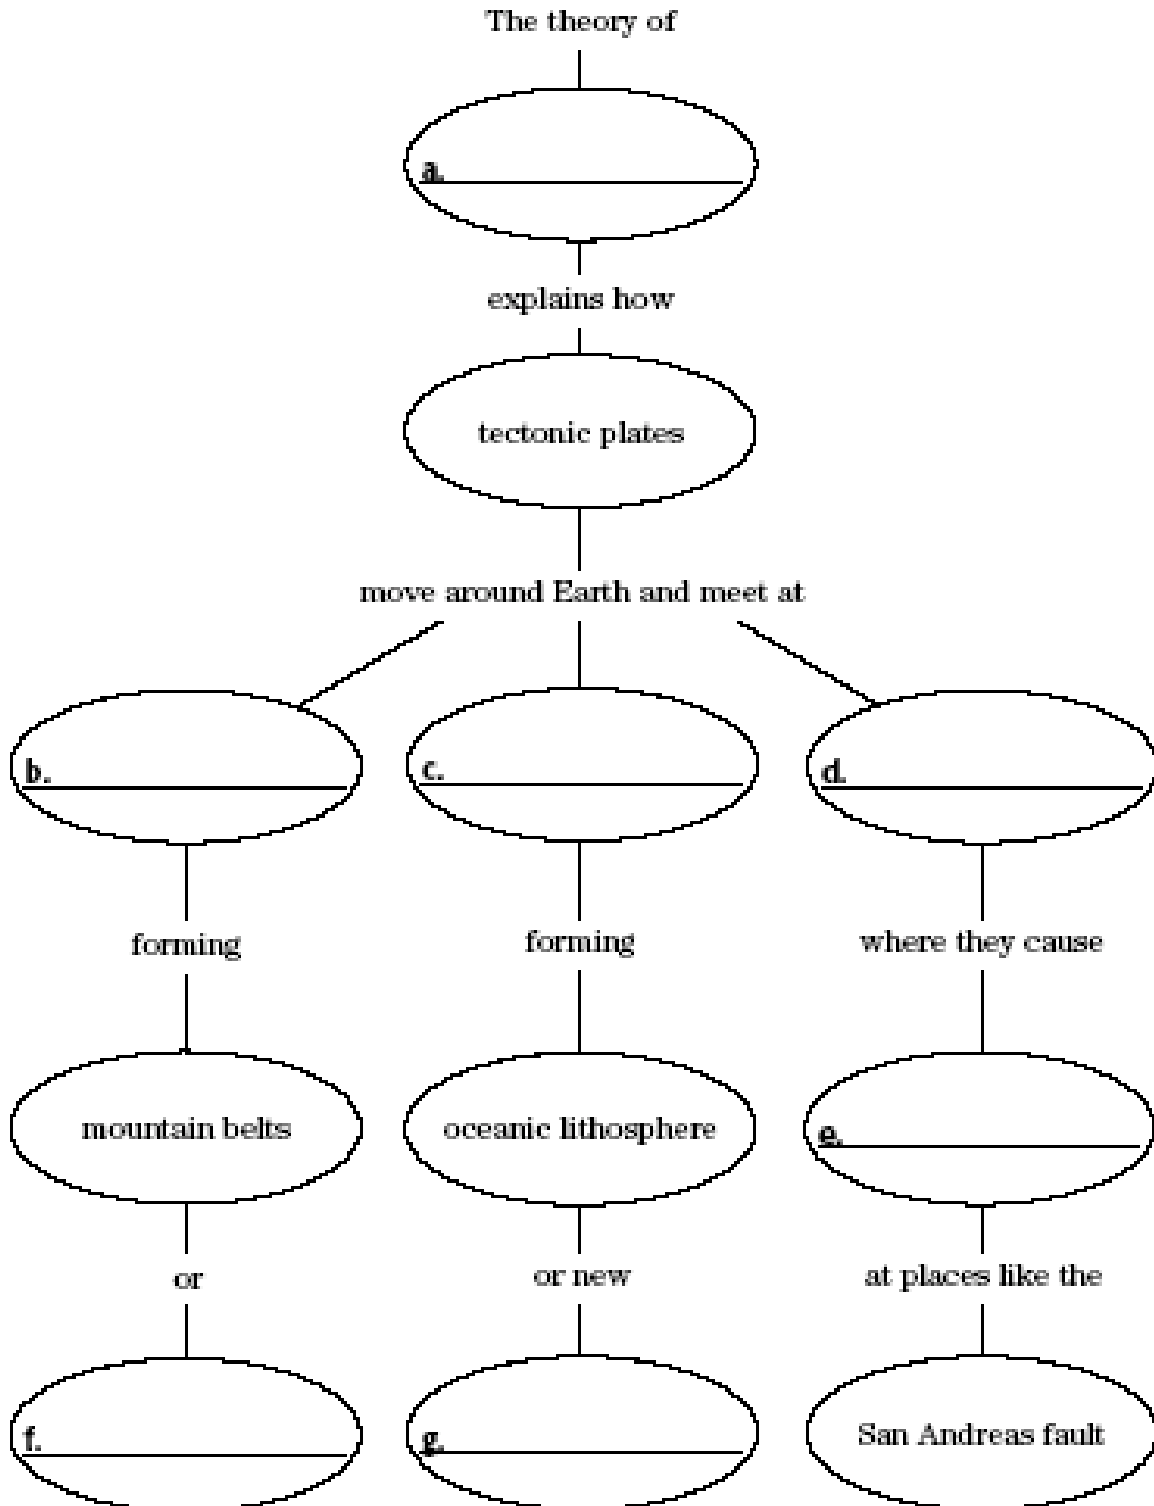 The theory of
a.
explains how
tectonic plates
move around Earth and meet at
b.
c.
d.
forming
forming
where they cause
mountain belts
oceanic lithosphere
e.
or
or new
at places like the
f.
g.
San Andreas fault